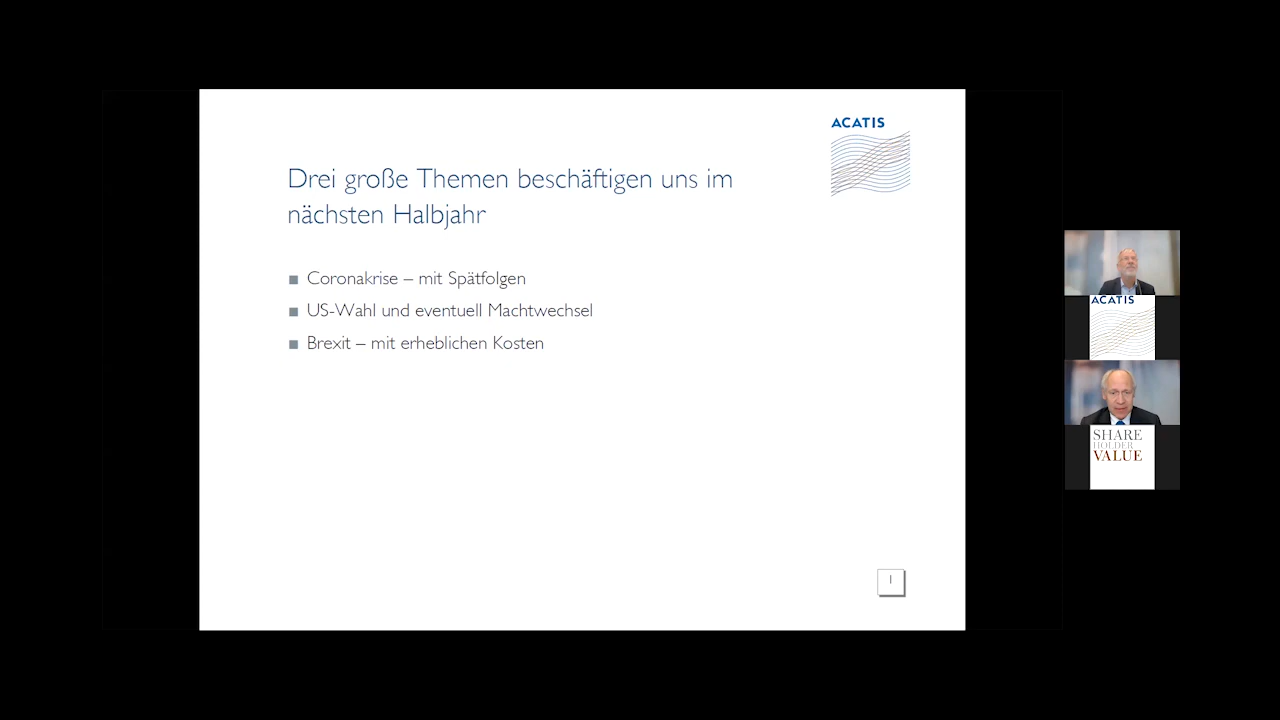 ACATIS
Drei große Themen beschäftigen uns im
nächsten Halbjahr
Coronakrise – mit Spätfolgen
US-Wahl und eventuell Machtwechsel
Brexit – mit erheblichen Kosten
1
ACATIS
SHARE
HOLDER
VALUE